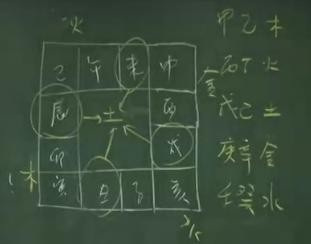 火
巳 午 未 申
辰 土 酉 金
卯 戌
木 寅 丑 子 亥
水
甲乙木
丙丁火
戊己土
庚辛金
壬癸水